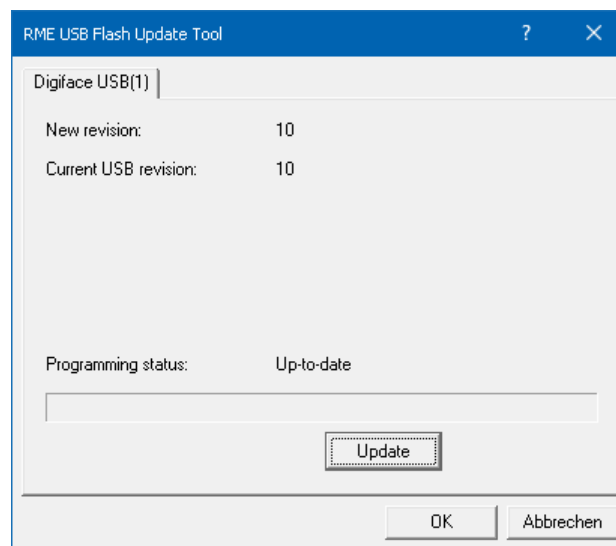 RME USB Flash Update Tool
Digiface USB(1)
New revision: 10
Current USB revision: 10
Programming status: Up-to-date
Update
OK Abbrechen